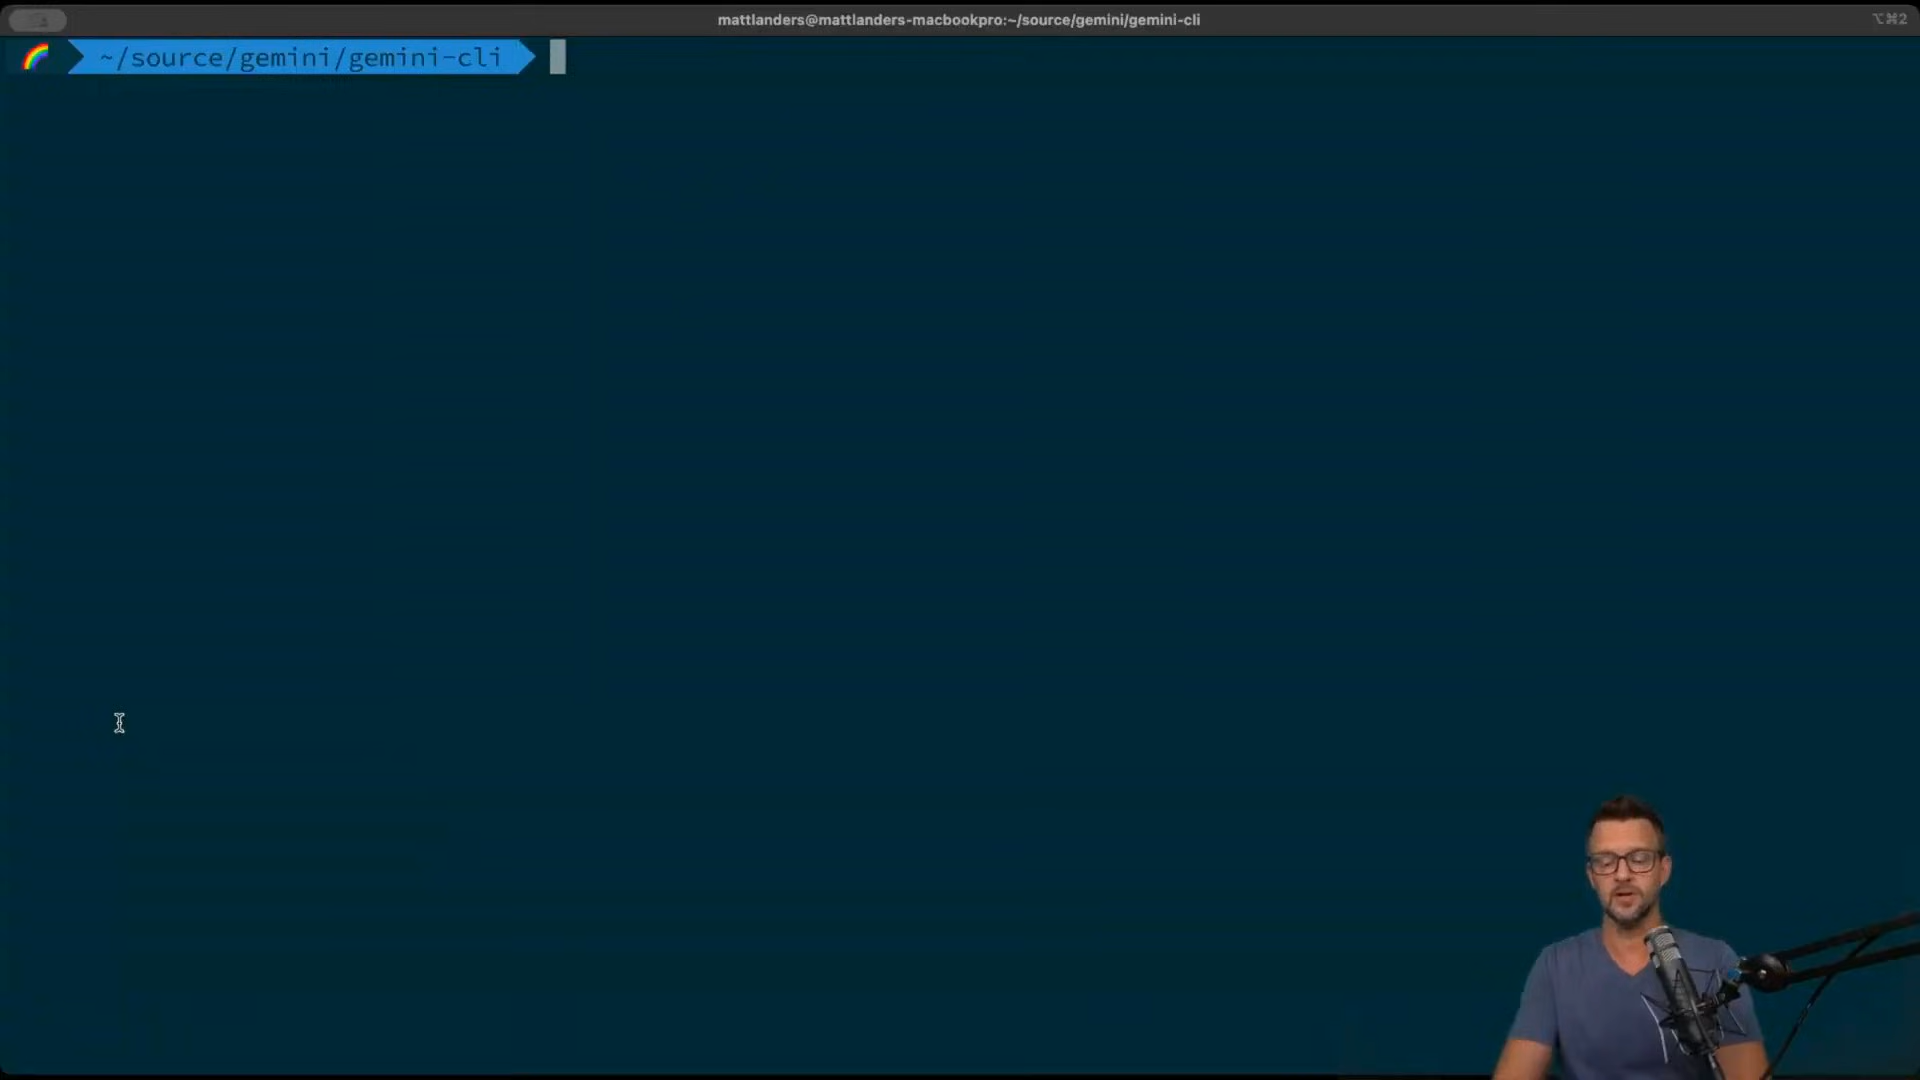 mattlanders@mattlanders-macbookpro:~/source/gemini/gemini-cli
⌥⌘2
~/source/gemini/gemini-cli